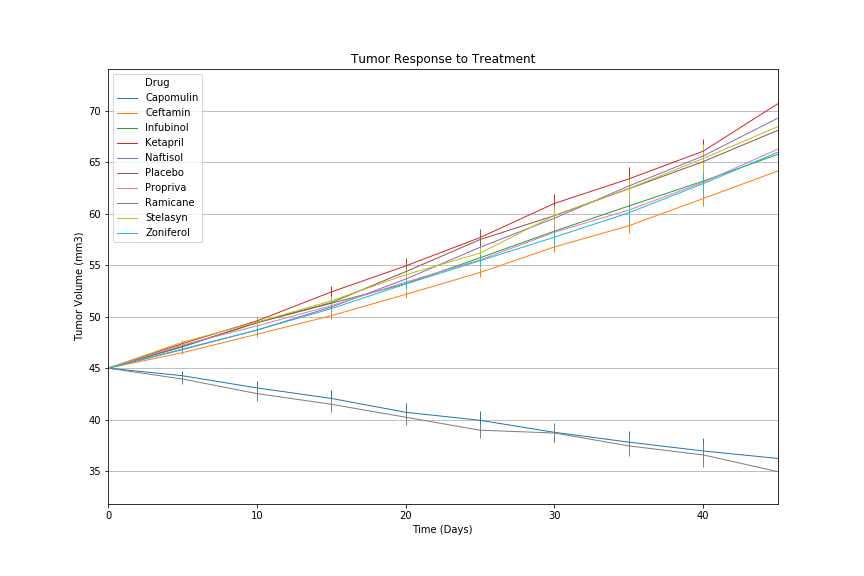 Tumor Response to Treatment
Drug
Capomulin
Ceftamin
Infubinol
Ketapril
Naftisol
Placebo
Propriva
Ramicane
Stelasyn
Zoniferol
Tumor Volume (mm3)
70
65
60
55
50
45
40
35
0 10 20 30 40
Time (Days)